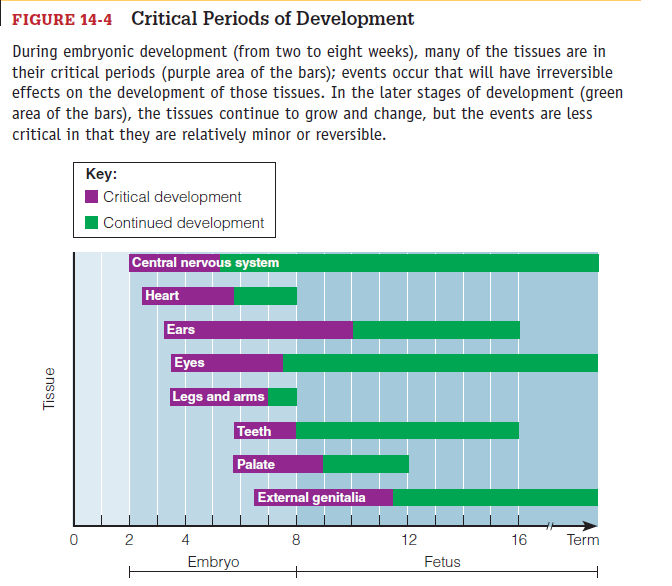 FIGURE 14-4 Critical Periods of Development
During embryonic development (from two to eight weeks), many of the tissues are in
their critical periods (purple area of the bars); events occur that will have irreversible
effects on the development of those tissues. In the later stages of development (green
area of the bars), the tissues continue to grow and change, but the events are less
critical in that they are relatively minor or reversible.
Key:
Critical development
Continued development
Central nervous system
Heart
Ears
Eyes
Legs and arms
Teeth
Palate
External genitalia
Tissue
0 2 4 8 12 16 Term
Embryo Fetus